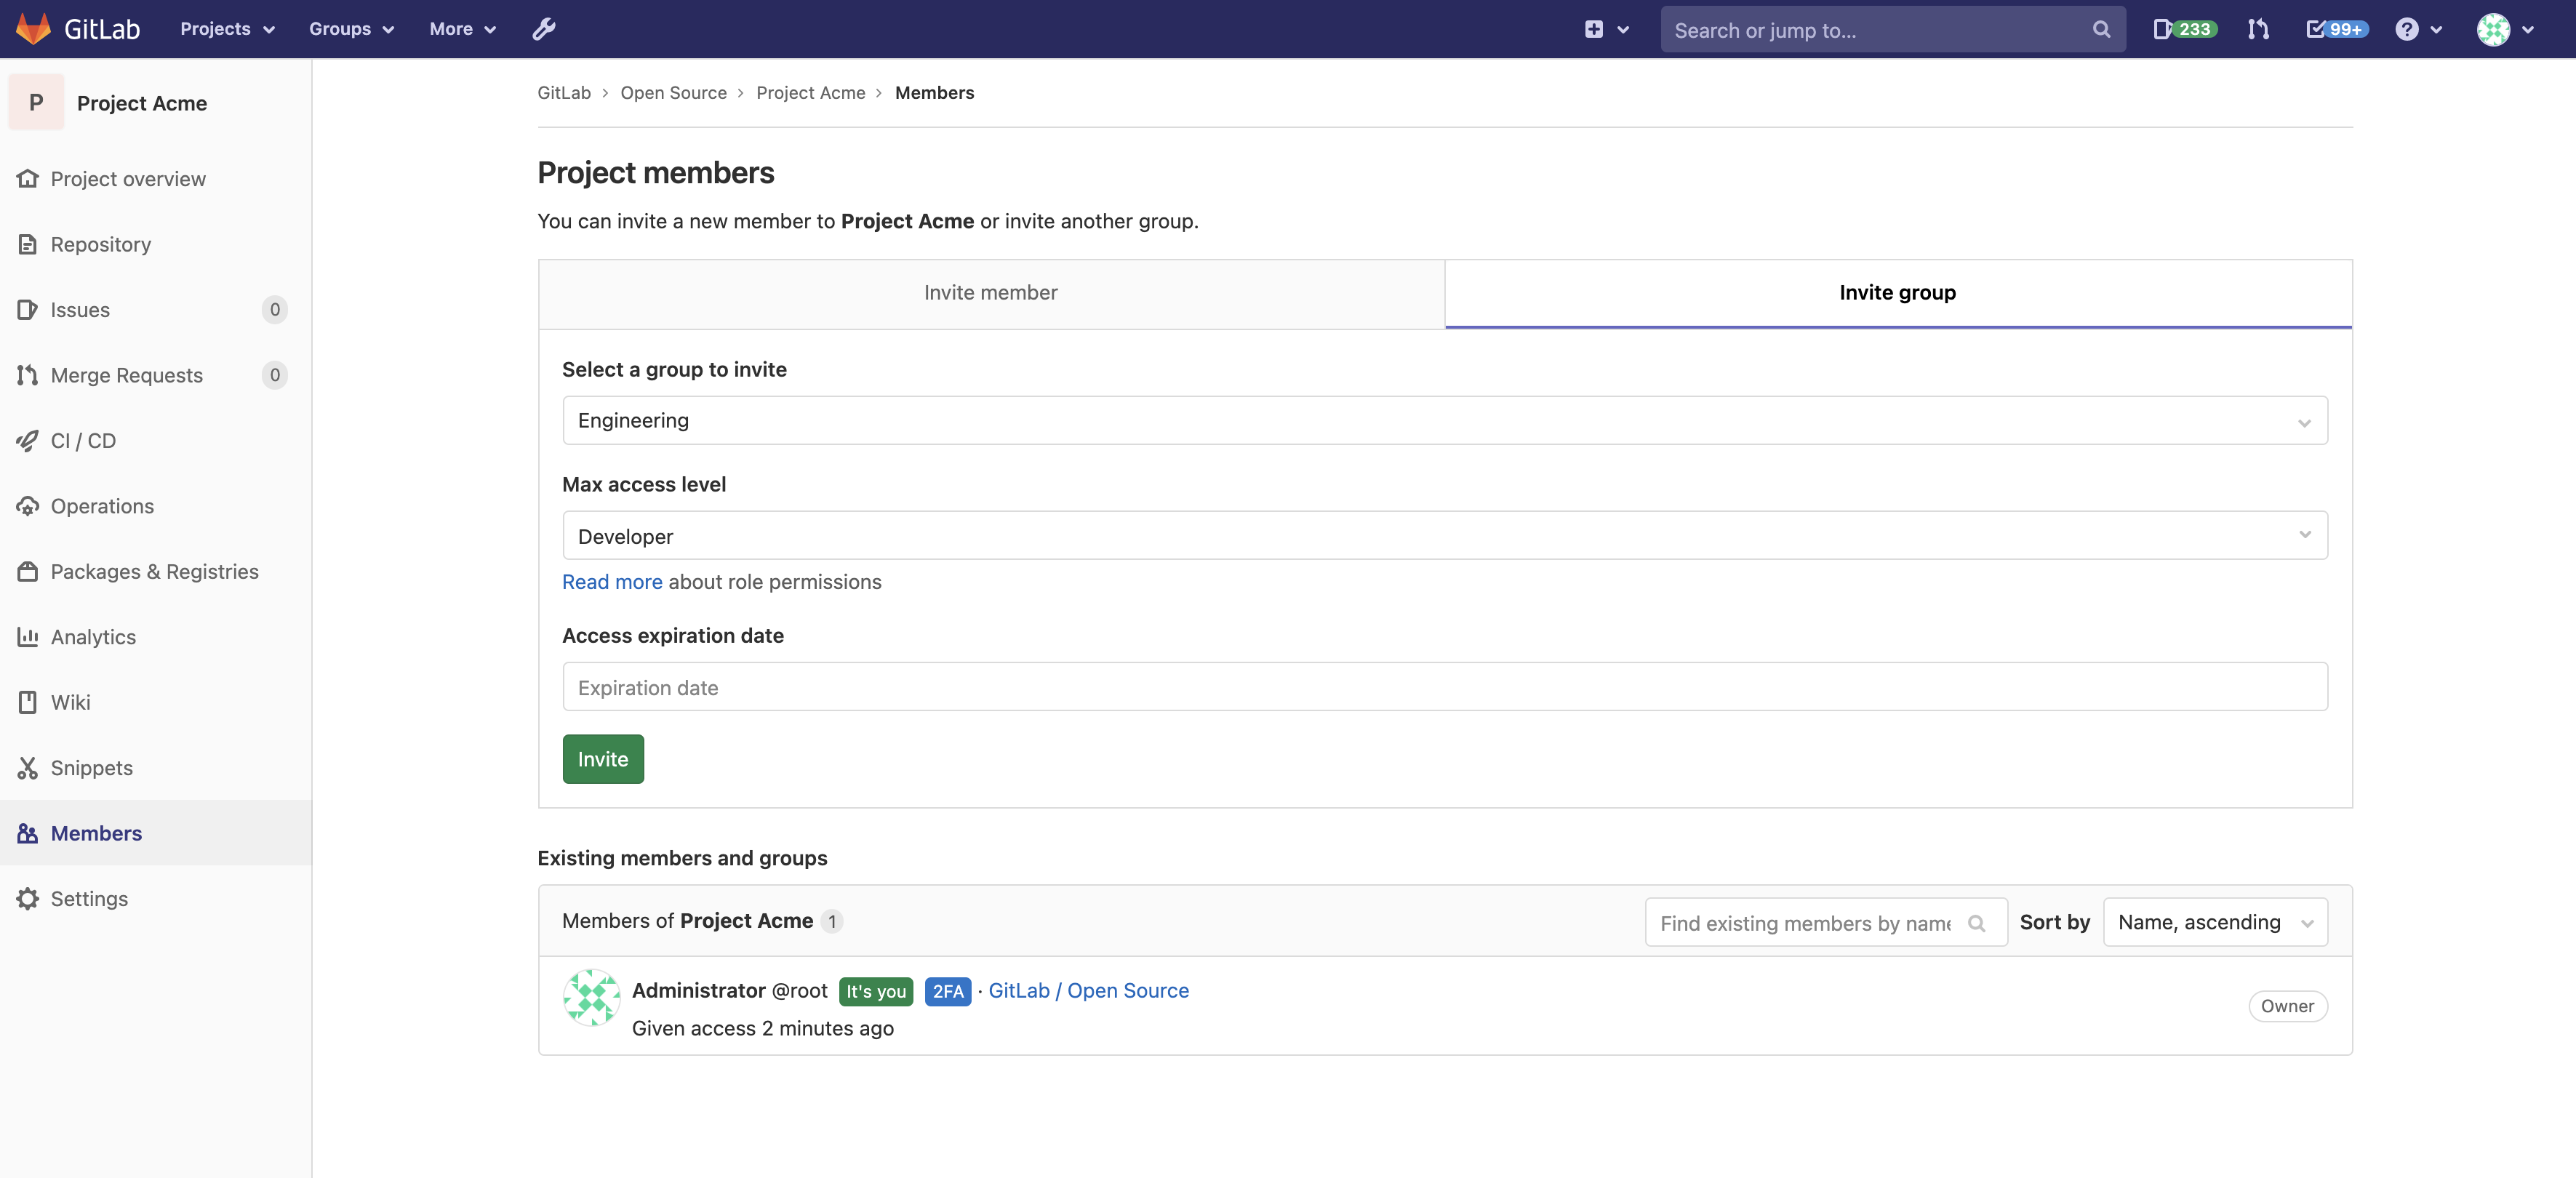 GitLab Projects Groups More Search or jump to... 233 99+
P Project Acme
Project overview
Repository
Issues 0
Merge Requests 0
CI / CD
Operations
Packages & Registries
Analytics
Wiki
Snippets
Members
Settings
GitLab › Open Source › Project Acme › Members
Project members
You can invite a new member to Project Acme or invite another group.
Invite member Invite group
Select a group to invite
Engineering
Max access level
Developer
Read more about role permissions
Access expiration date
Expiration date
Invite
Existing members and groups
Members of Project Acme 1 Find existing members by name Sort by Name, ascending
Administrator @root It's you 2FA · GitLab / Open Source
Given access 2 minutes ago
Owner